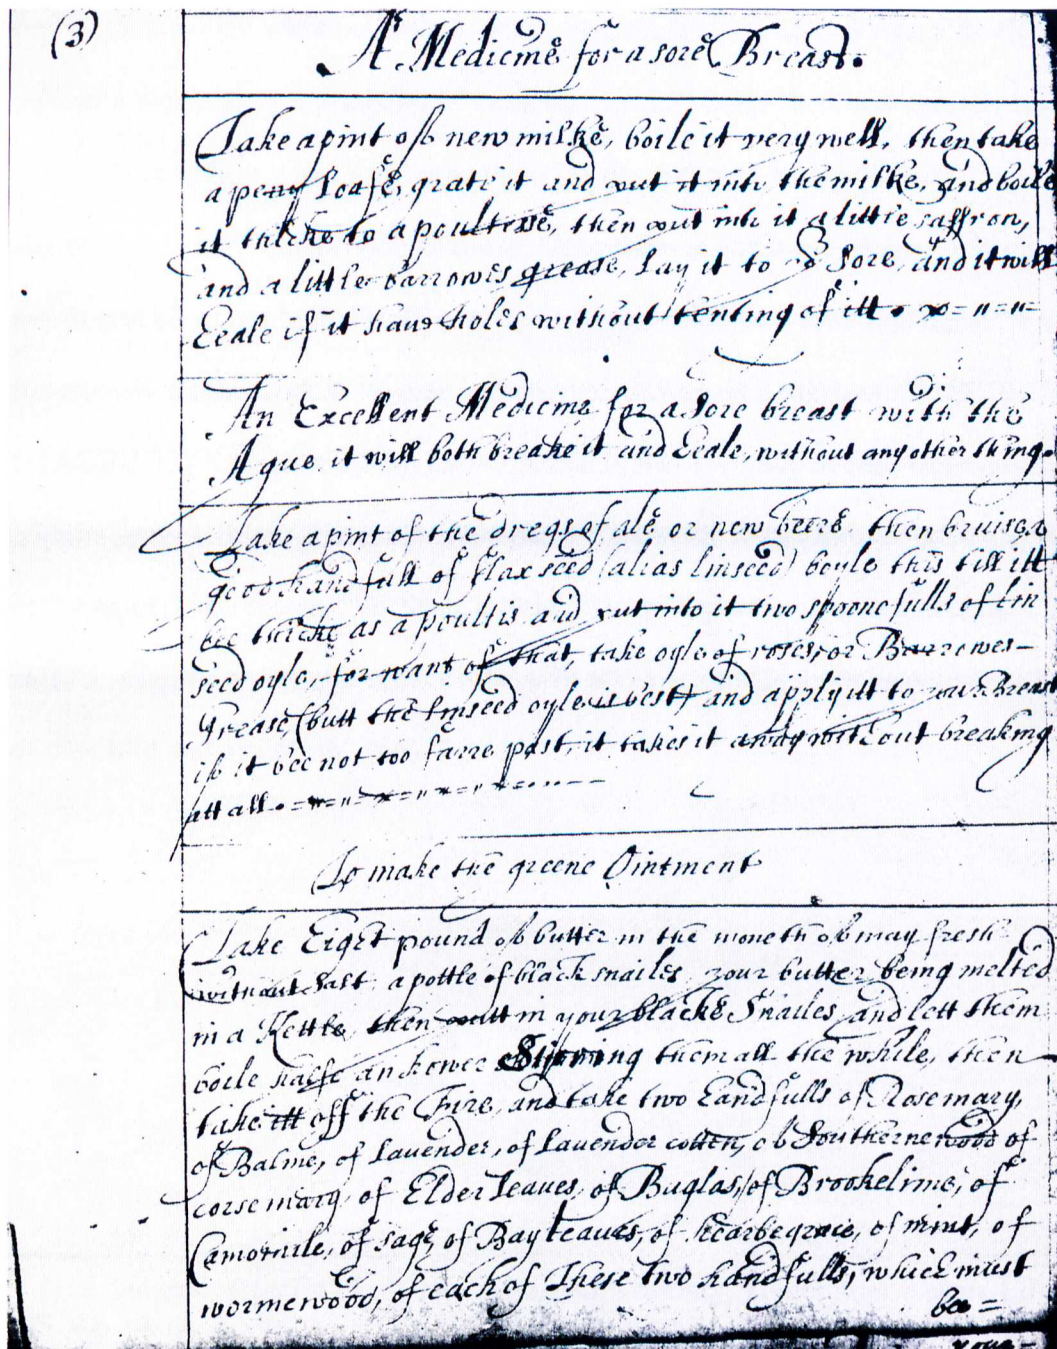 (3)
A Medicine for a sore Breast.
Take a pint of new milke, boile it very well, then take
a peny loafe, grate it and put it into the milke, and boile
it thicke to a poultesse, then put into it a little saffron,
and a little barrowes grease, lay it to ye sore, and it will
heale if it haue holes without tenting of itt.
An Excellent Medicine for a sore breast with the
Ague, it will both breake it and heale, without any other thing.
Take a pint of the dregs of ale or new beere, then bruise a
good handfull of flax seed (alias linseed) boyle this till itt
bee thicke as a poultis and put into it two spoonefulls of lin
seed oyle, for want of that, take oyle of roses, or Barrowes-
Grease, (butt the linseed oyle is best) and apply itt to your Breast
if it bee not too farre past, it takes it away without breaking
att all.
To make the greene Ointment
Take Eight pound of butter in the moneth of may fresh
without salt, a pottle of black snailes, your butter being melted
in a Kettle, then putt in your blacke Snailes, and lett them
boile halfe an hower Stirring them all the while, then
take itt off the Fire, and take two handfulls of Rosemary,
of Balme, of Lauender, of Lauender cotten, of Southernewood of
corsemary, of Elder leaues, of Buglas, of Brookelime, of
Camomile, of sage, of Bay leaues, of hearbegrace, of mint, of
wormewood, of each of These two handfulls, which must
be =